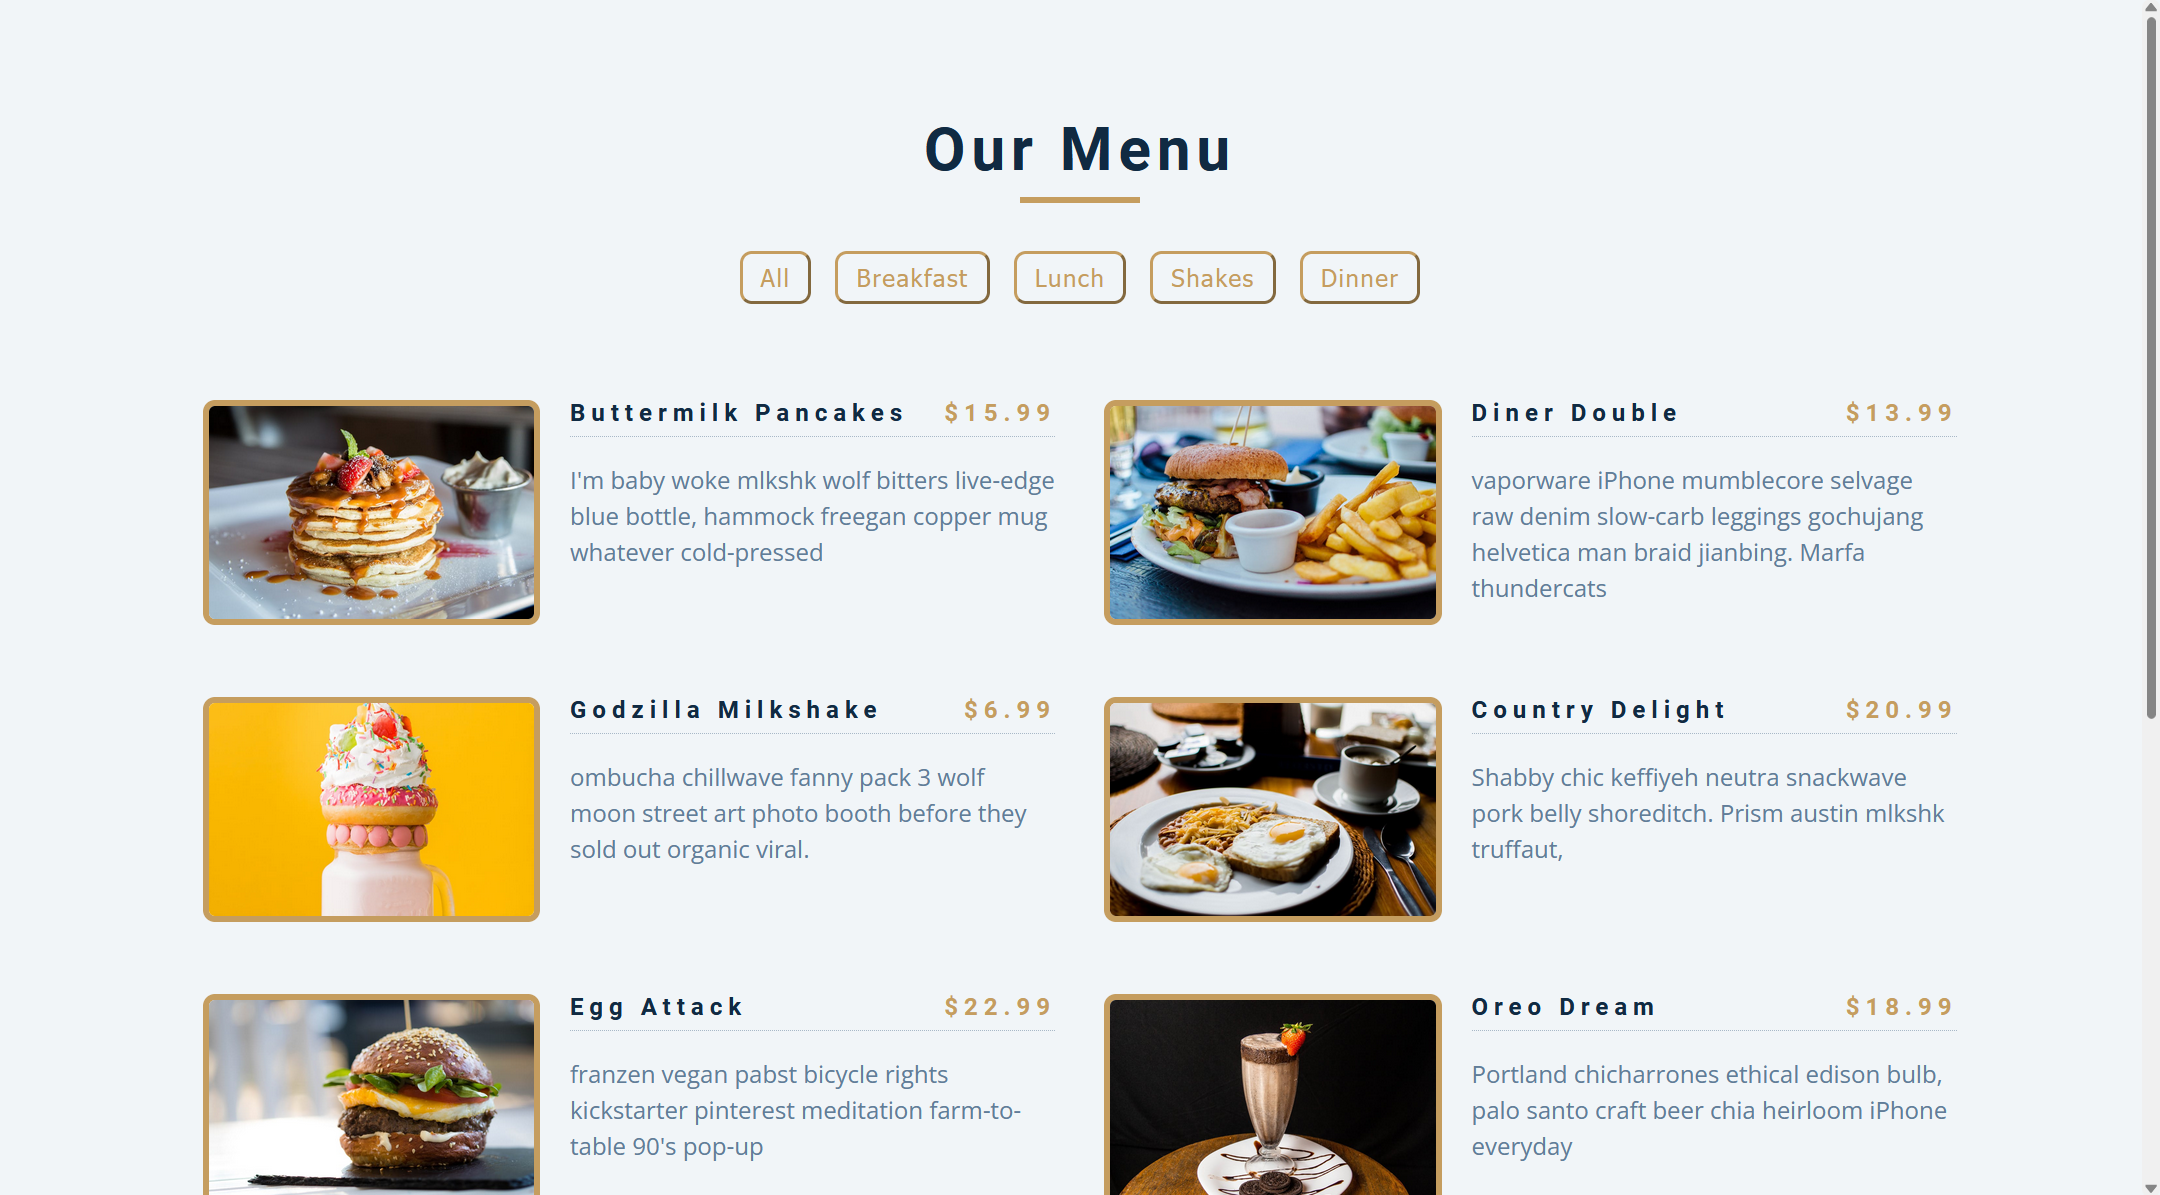 Our Menu
All Breakfast Lunch Shakes Dinner
Buttermilk Pancakes $15.99
I'm baby woke mlkshk wolf bitters live-edge
blue bottle, hammock freegan copper mug
whatever cold-pressed
Diner Double $13.99
vaporware iPhone mumblecore selvage
raw denim slow-carb leggings gochujang
helvetica man braid jianbing. Marfa
thundercats
Godzilla Milkshake $6.99
ombucha chillwave fanny pack 3 wolf
moon street art photo booth before they
sold out organic viral.
Country Delight $20.99
Shabby chic keffiyeh neutra snackwave
pork belly shoreditch. Prism austin mlkshk
truffaut,
Egg Attack $22.99
franzen vegan pabst bicycle rights
kickstarter pinterest meditation farm-to-
table 90's pop-up
Oreo Dream $18.99
Portland chicharrones ethical edison bulb,
palo santo craft beer chia heirloom iPhone
everyday